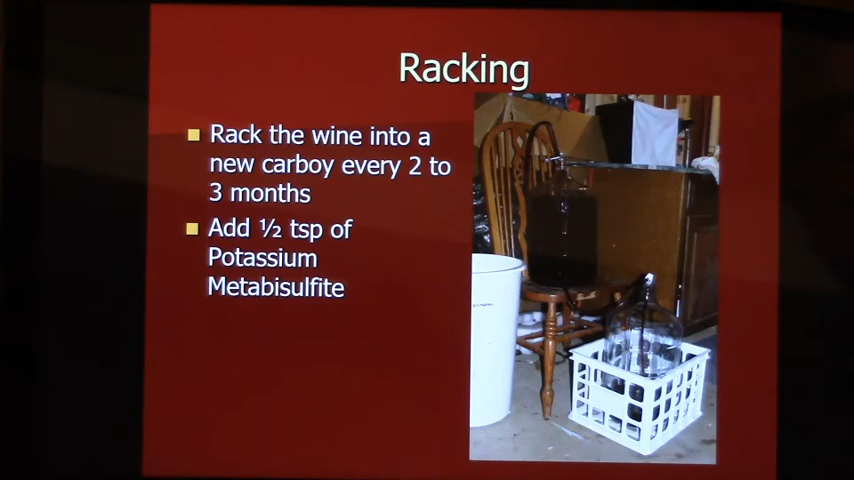 Racking
Rack the wine into a
new carboy every 2 to
3 months
Add ½ tsp of
Potassium
Metabisulfite